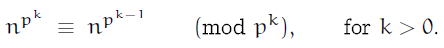 n^{p^k} ≡ n^{p^{k-1}} (mod p^k), for k > 0.